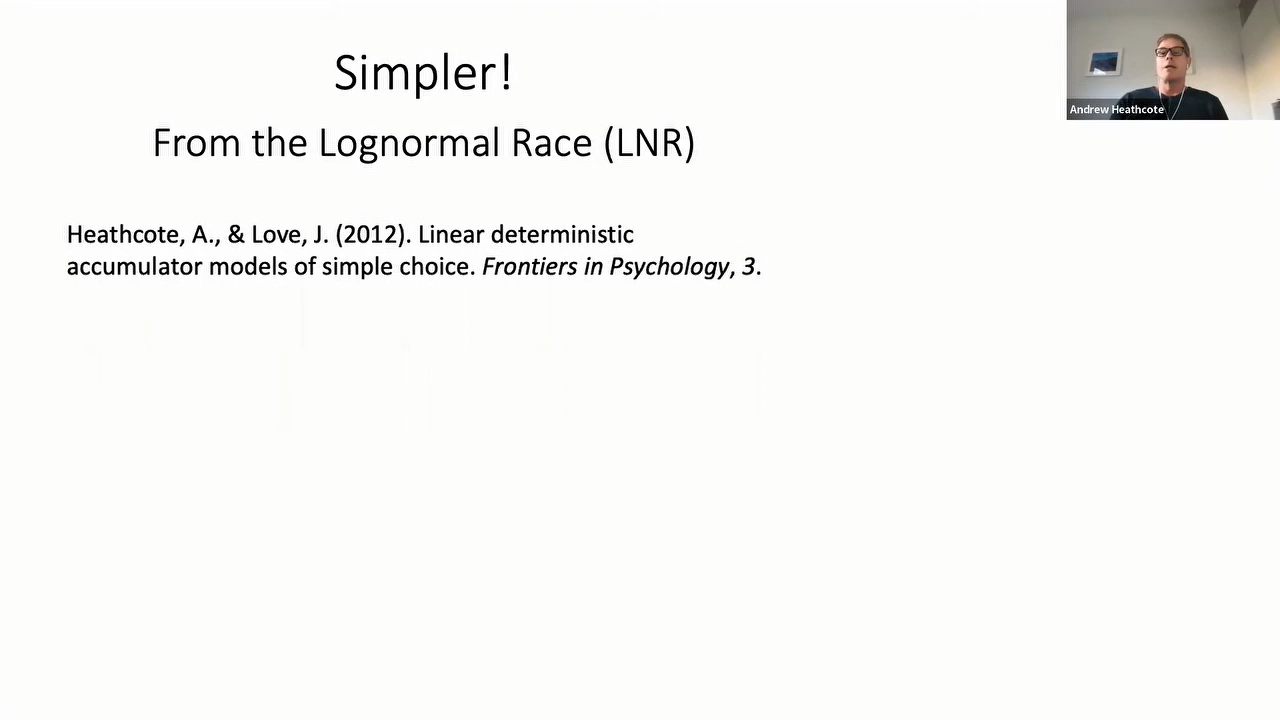 Simpler!
From the Lognormal Race (LNR)
Heathcote, A., & Love, J. (2012). Linear deterministic
accumulator models of simple choice. Frontiers in Psychology, 3.
Andrew Heathcote